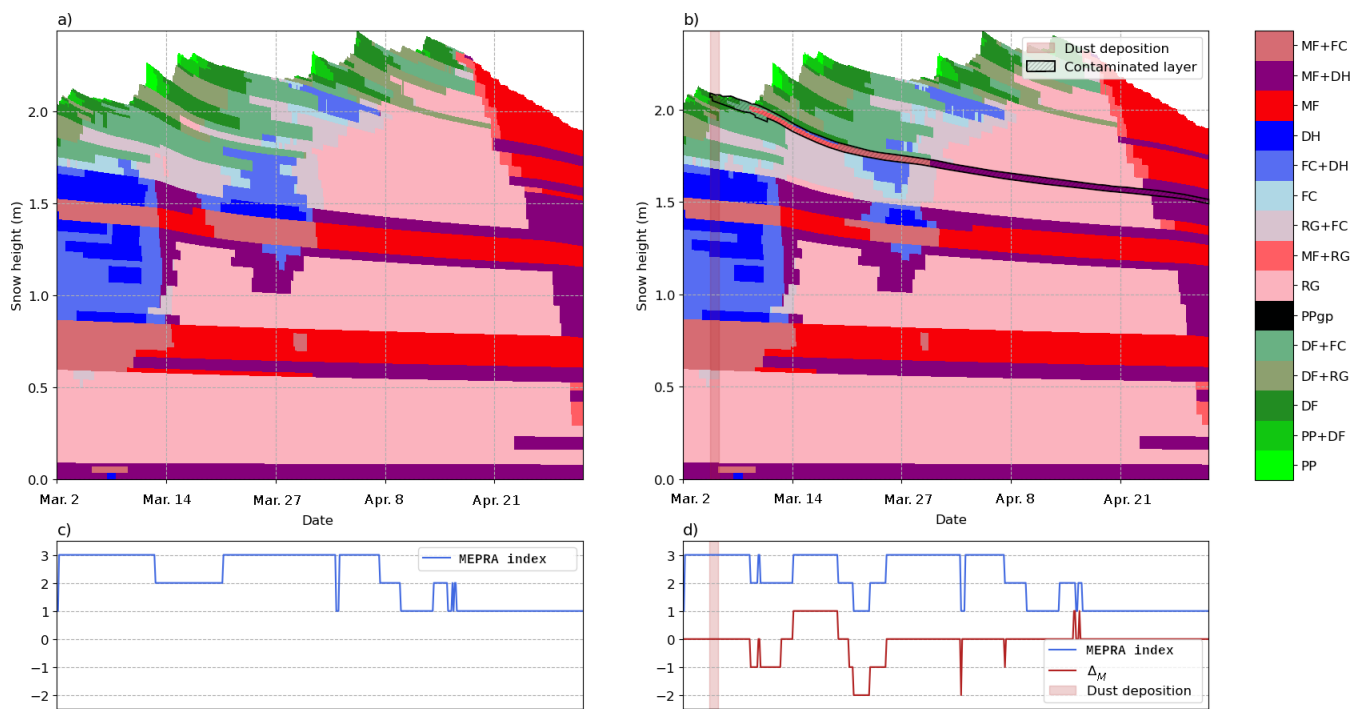 a)
Snow height (m)
2.0
1.5
1.0
0.5
0.0
Mar. 2 Mar. 14 Mar. 27 Apr. 8 Apr. 21
Date
b)
Dust deposition
Contaminated layer
Snow height (m)
2.0
1.5
1.0
0.5
0.0
Mar. 2 Mar. 14 Mar. 27 Apr. 8 Apr. 21
Date
MF+FC
MF+DH
MF
DH
FC+DH
FC
RG+FC
MF+RG
RG
PPgp
DF+FC
DF+RG
DF
PP+DF
PP
c)
MEPRA index
3
2
1
0
−1
−2
d)
3
2
1
0
−1
−2
MEPRA index
Δ_M
Dust deposition